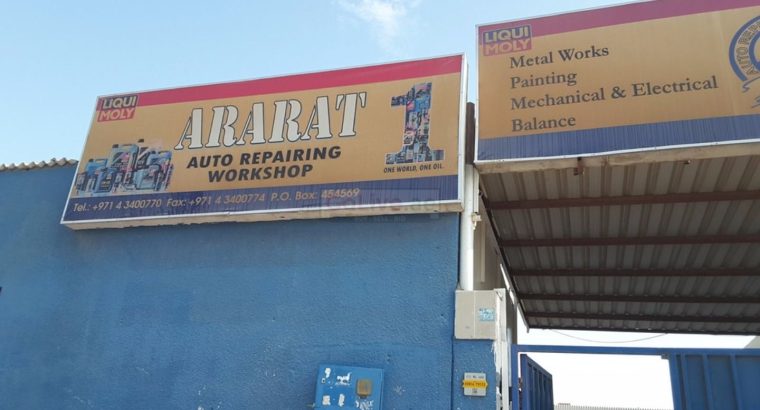 LIQUI
MOLY
ARARAT
AUTO REPAIRING
WORKSHOP
1
ONE WORLD, ONE OIL.
Tel.: +971 4 3400770 Fax: +971 4 3400774 P.O. Box: 454569
LIQUI
MOLY
Metal Works
Painting
Mechanical & Electrical
Balance